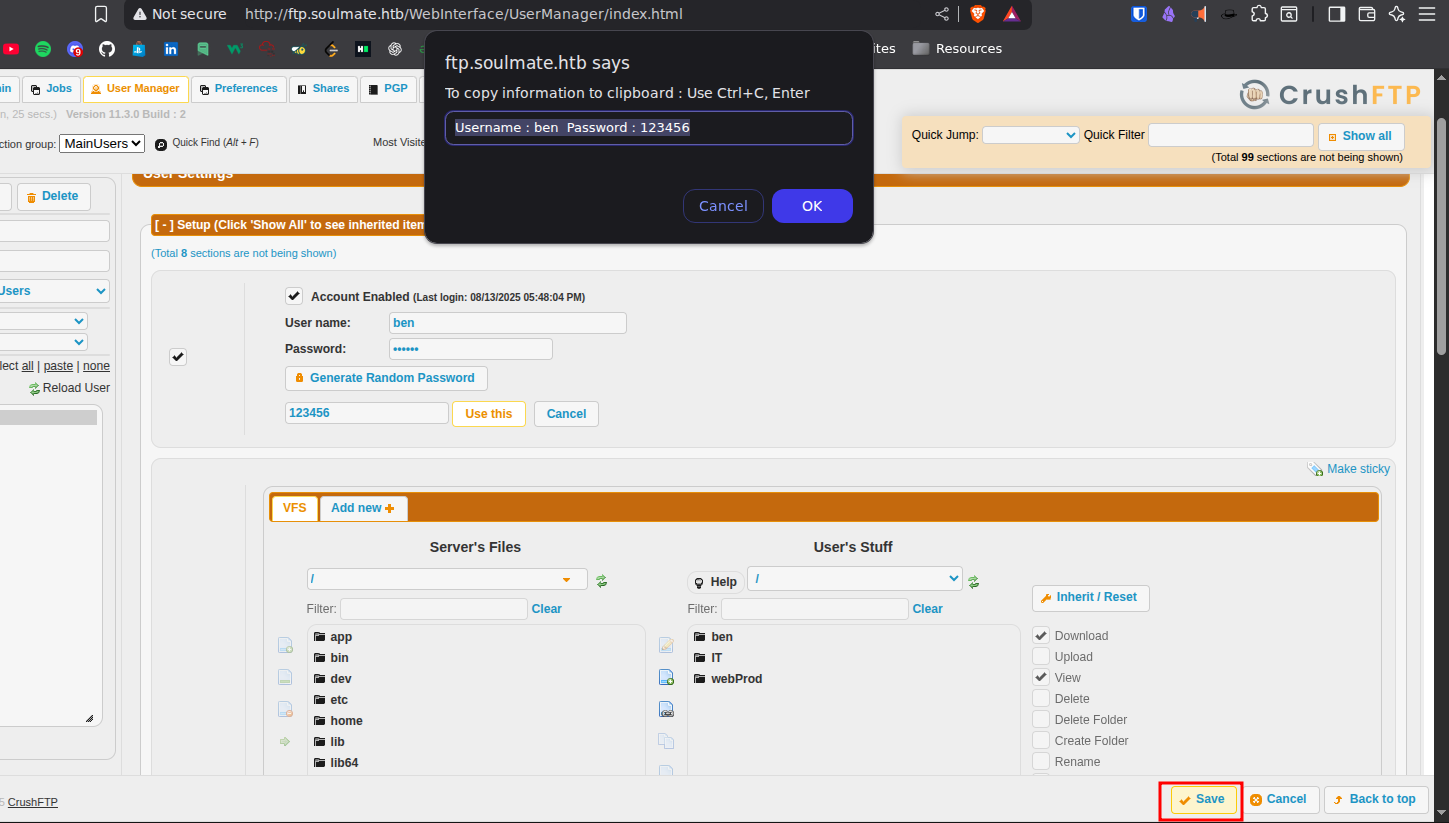 Not secure http://ftp.soulmate.htb/WebInterface/UserManager/index.html
9 Resources
ftp.soulmate.htb says
To copy information to clipboard : Use Ctrl+C, Enter
Username : ben  Password : 123456
Cancel OK
Jobs User Manager Preferences Shares PGP
CrushFTP
n, 25 secs.) Version 11.3.0 Build : 2
ction group: MainUsers Quick Find (Alt + F) Most Visite
Quick Jump: Quick Filter Show all
(Total 99 sections are not being shown)
User Settings
Delete
[ - ] Setup (Click 'Show All' to see inherited item
(Total 8 sections are not being shown)
Users
Account Enabled (Last login: 08/13/2025 05:48:04 PM)
User name: ben
Password: ••••••
lect all | paste | none
Reload User
Generate Random Password
123456 Use this Cancel
Make sticky
VFS Add new
Server's Files User's Stuff
/ Help /
Inherit / Reset
Filter: Clear Filter: Clear
app ben Download
bin IT Upload
dev webProd View
etc Delete
home Delete Folder
lib Create Folder
lib64 Rename
5 CrushFTP
Save Cancel Back to top